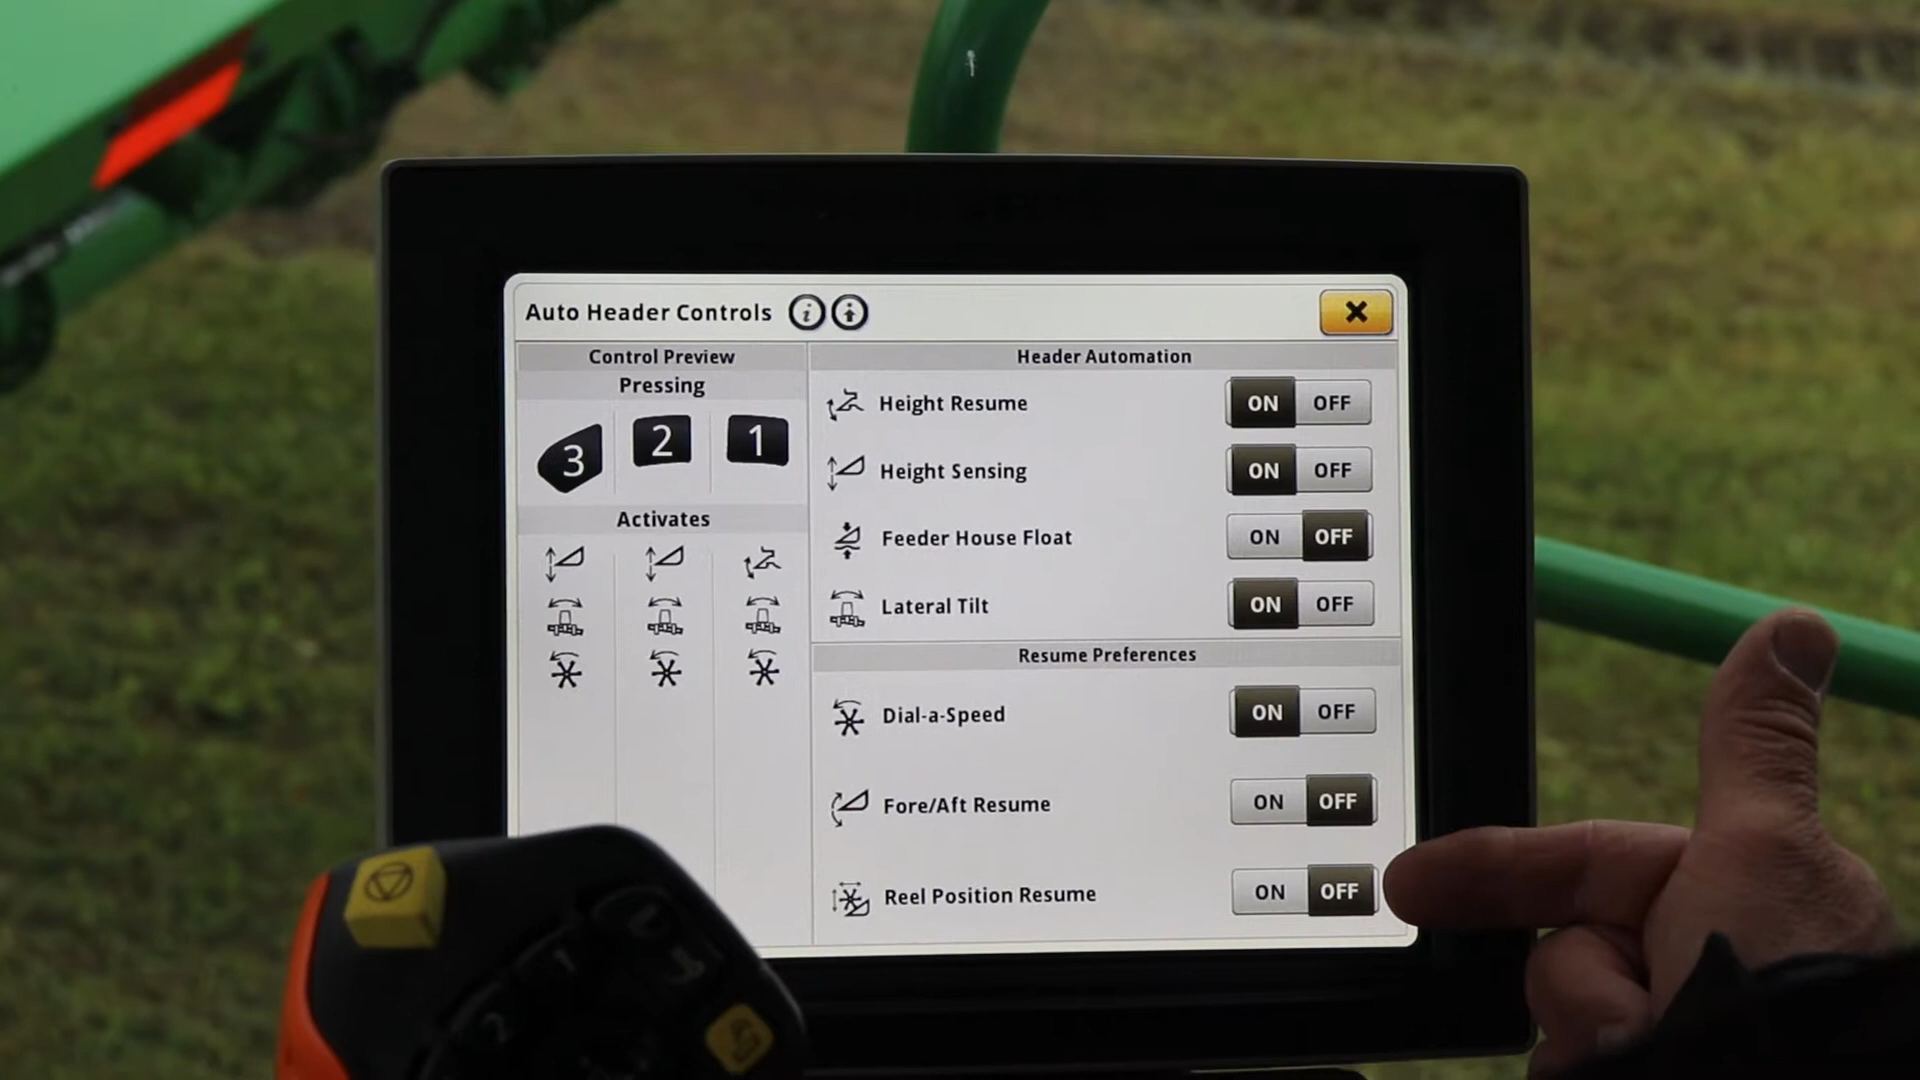 Auto Header Controls
Control Preview
Pressing
3 2 1
Activates
Header Automation
Height Resume ON OFF
Height Sensing ON OFF
Feeder House Float ON OFF
Lateral Tilt ON OFF
Resume Preferences
Dial-a-Speed ON OFF
Fore/Aft Resume ON OFF
Reel Position Resume ON OFF
1
2